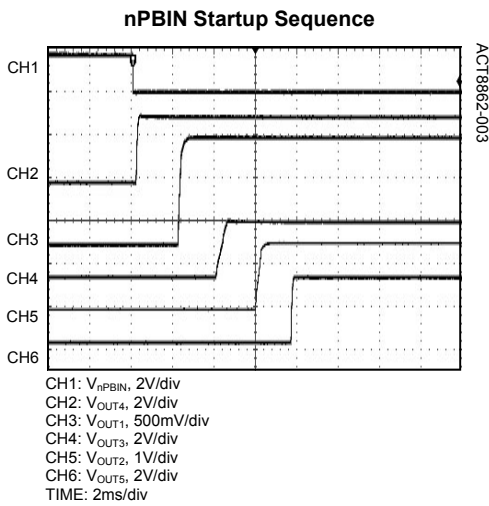 nPBIN Startup Sequence
ACT8862-003
CH1
CH2
CH3
CH4
CH5
CH6
CH1: VnPBIN, 2V/div
CH2: VOUT4, 2V/div
CH3: VOUT1, 500mV/div
CH4: VOUT3, 2V/div
CH5: VOUT2, 1V/div
CH6: VOUT5, 2V/div
TIME: 2ms/div